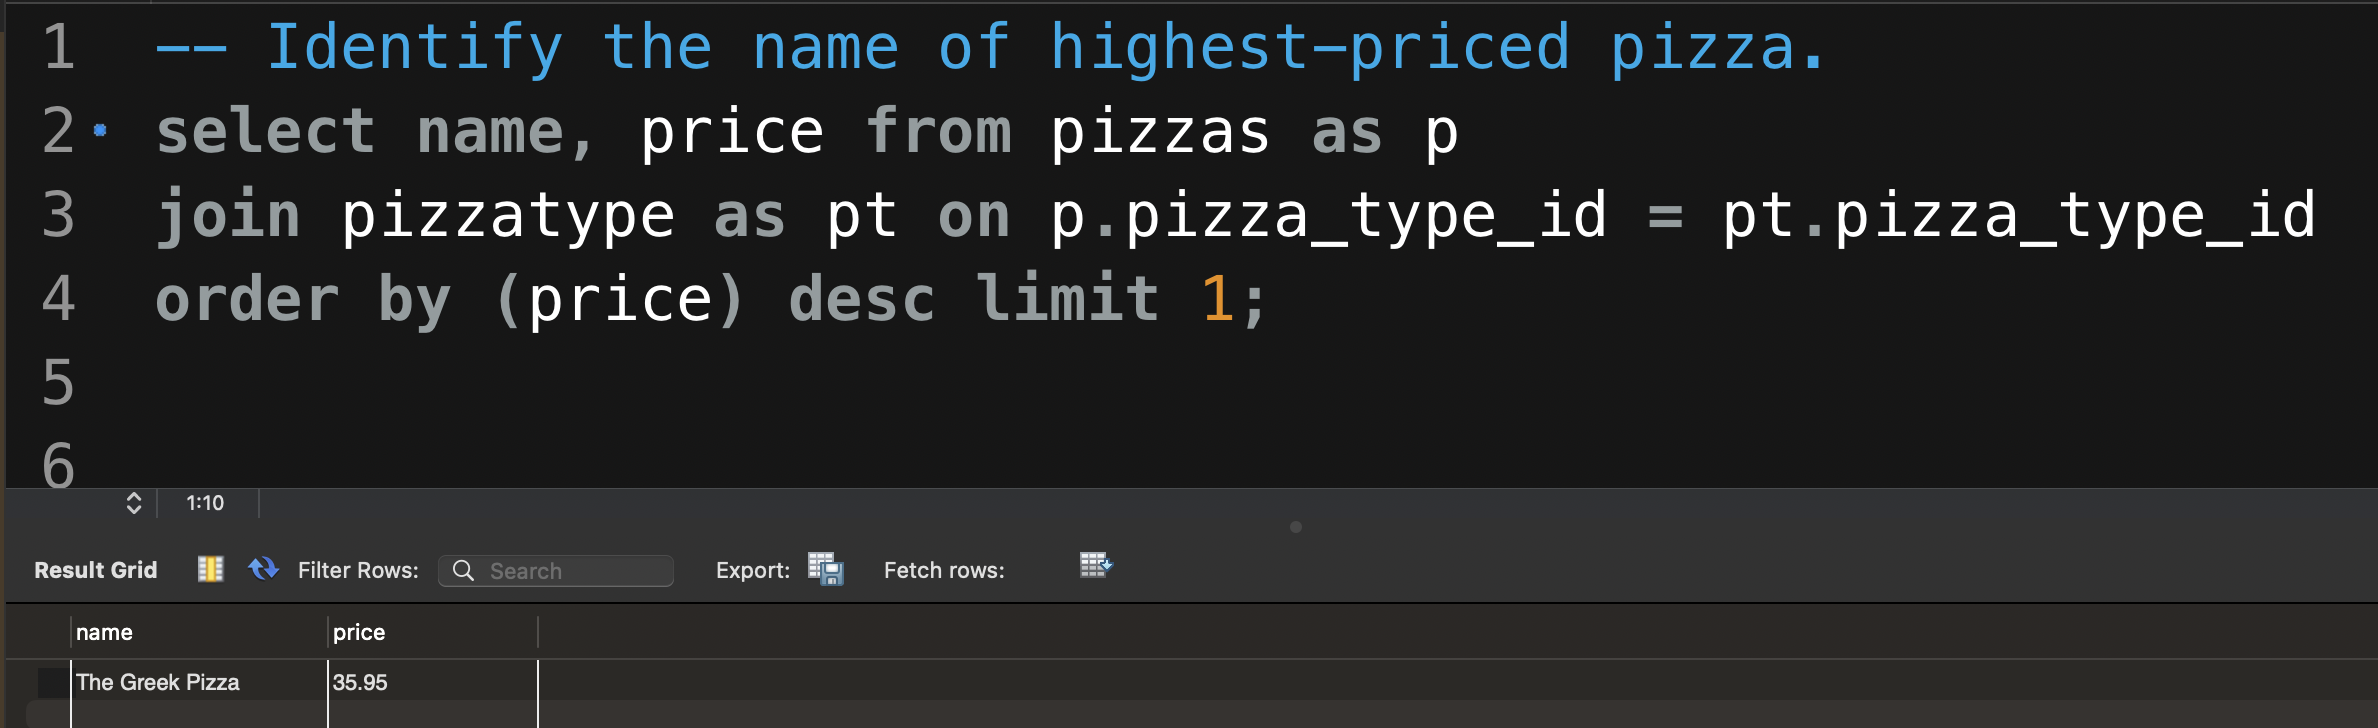 1 -- Identify the name of highest-priced pizza.
2 select name, price from pizzas as p
3 join pizzatype as pt on p.pizza_type_id = pt.pizza_type_id
4 order by (price) desc limit 1;
5
6
1:10
Result Grid Filter Rows: Search Export: Fetch rows:
name price
The Greek Pizza 35.95